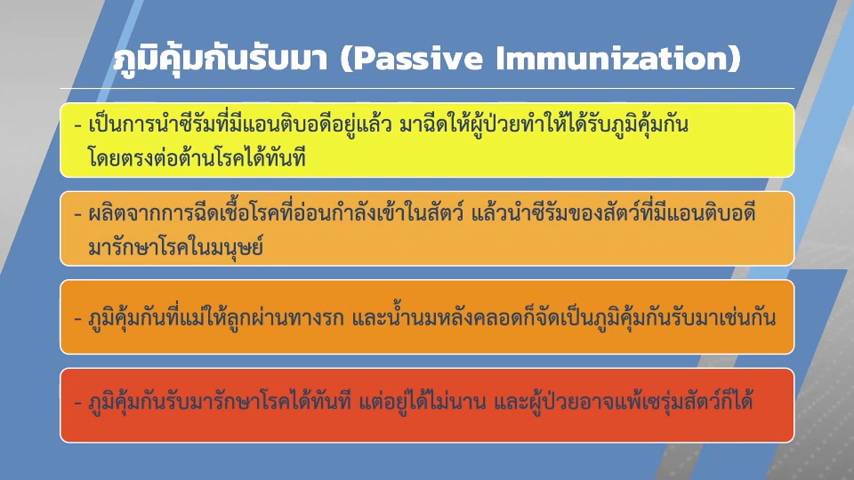 ภูมิคุ้มกันรับมา (Passive Immunization)
- เป็นการนำซีรัมที่มีแอนติบอดีอยู่แล้ว มาฉีดให้ผู้ป่วยทำให้ได้รับภูมิคุ้มกัน
โดยตรงต่อต้านโรคได้ทันที
- ผลิตจากการฉีดเชื้อโรคที่อ่อนกำลังเข้าในสัตว์ แล้วนำซีรัมของสัตว์ที่มีแอนติบอดี
มารักษาโรคในมนุษย์
- ภูมิคุ้มกันที่แม่ให้ลูกผ่านทางรก และน้ำนมหลังคลอดก็จัดเป็นภูมิคุ้มกันรับมาเช่นกัน
- ภูมิคุ้มกันรับมารักษาโรคได้ทันที แต่อยู่ได้ไม่นาน และผู้ป่วยอาจแพ้เซรุ่มสัตว์ก็ได้